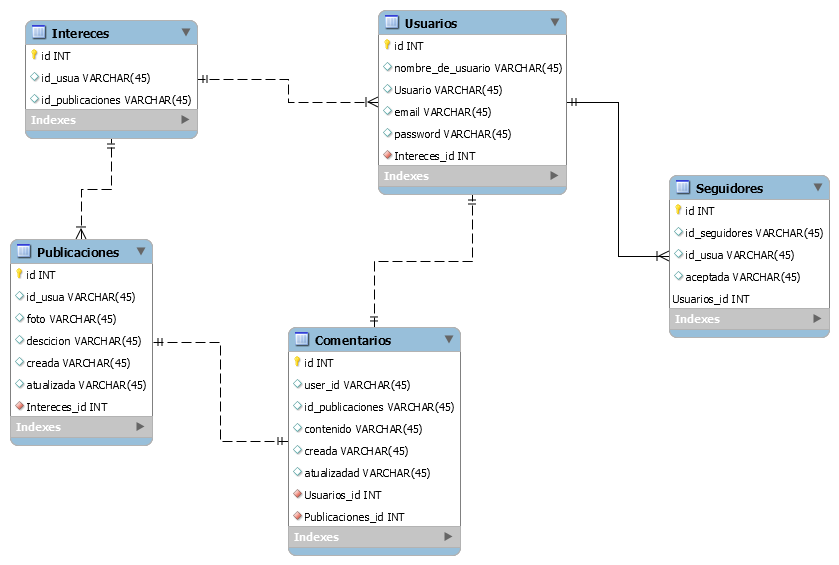 Intereces
id INT
id_usua VARCHAR(45)
id_publicaciones VARCHAR(45)
Indexes
Usuarios
id INT
nombre_de_usuario VARCHAR(45)
Usuario VARCHAR(45)
email VARCHAR(45)
password VARCHAR(45)
Intereces_id INT
Indexes
Seguidores
id INT
id_seguidores VARCHAR(45)
id_usua VARCHAR(45)
aceptada VARCHAR(45)
Usuarios_id INT
Indexes
Publicaciones
id INT
id_usua VARCHAR(45)
foto VARCHAR(45)
descicion VARCHAR(45)
creada VARCHAR(45)
atualizada VARCHAR(45)
Intereces_id INT
Indexes
Comentarios
id INT
user_id VARCHAR(45)
id_publicaciones VARCHAR(45)
contenido VARCHAR(45)
creada VARCHAR(45)
atualizadad VARCHAR(45)
Usuarios_id INT
Publicaciones_id INT
Indexes